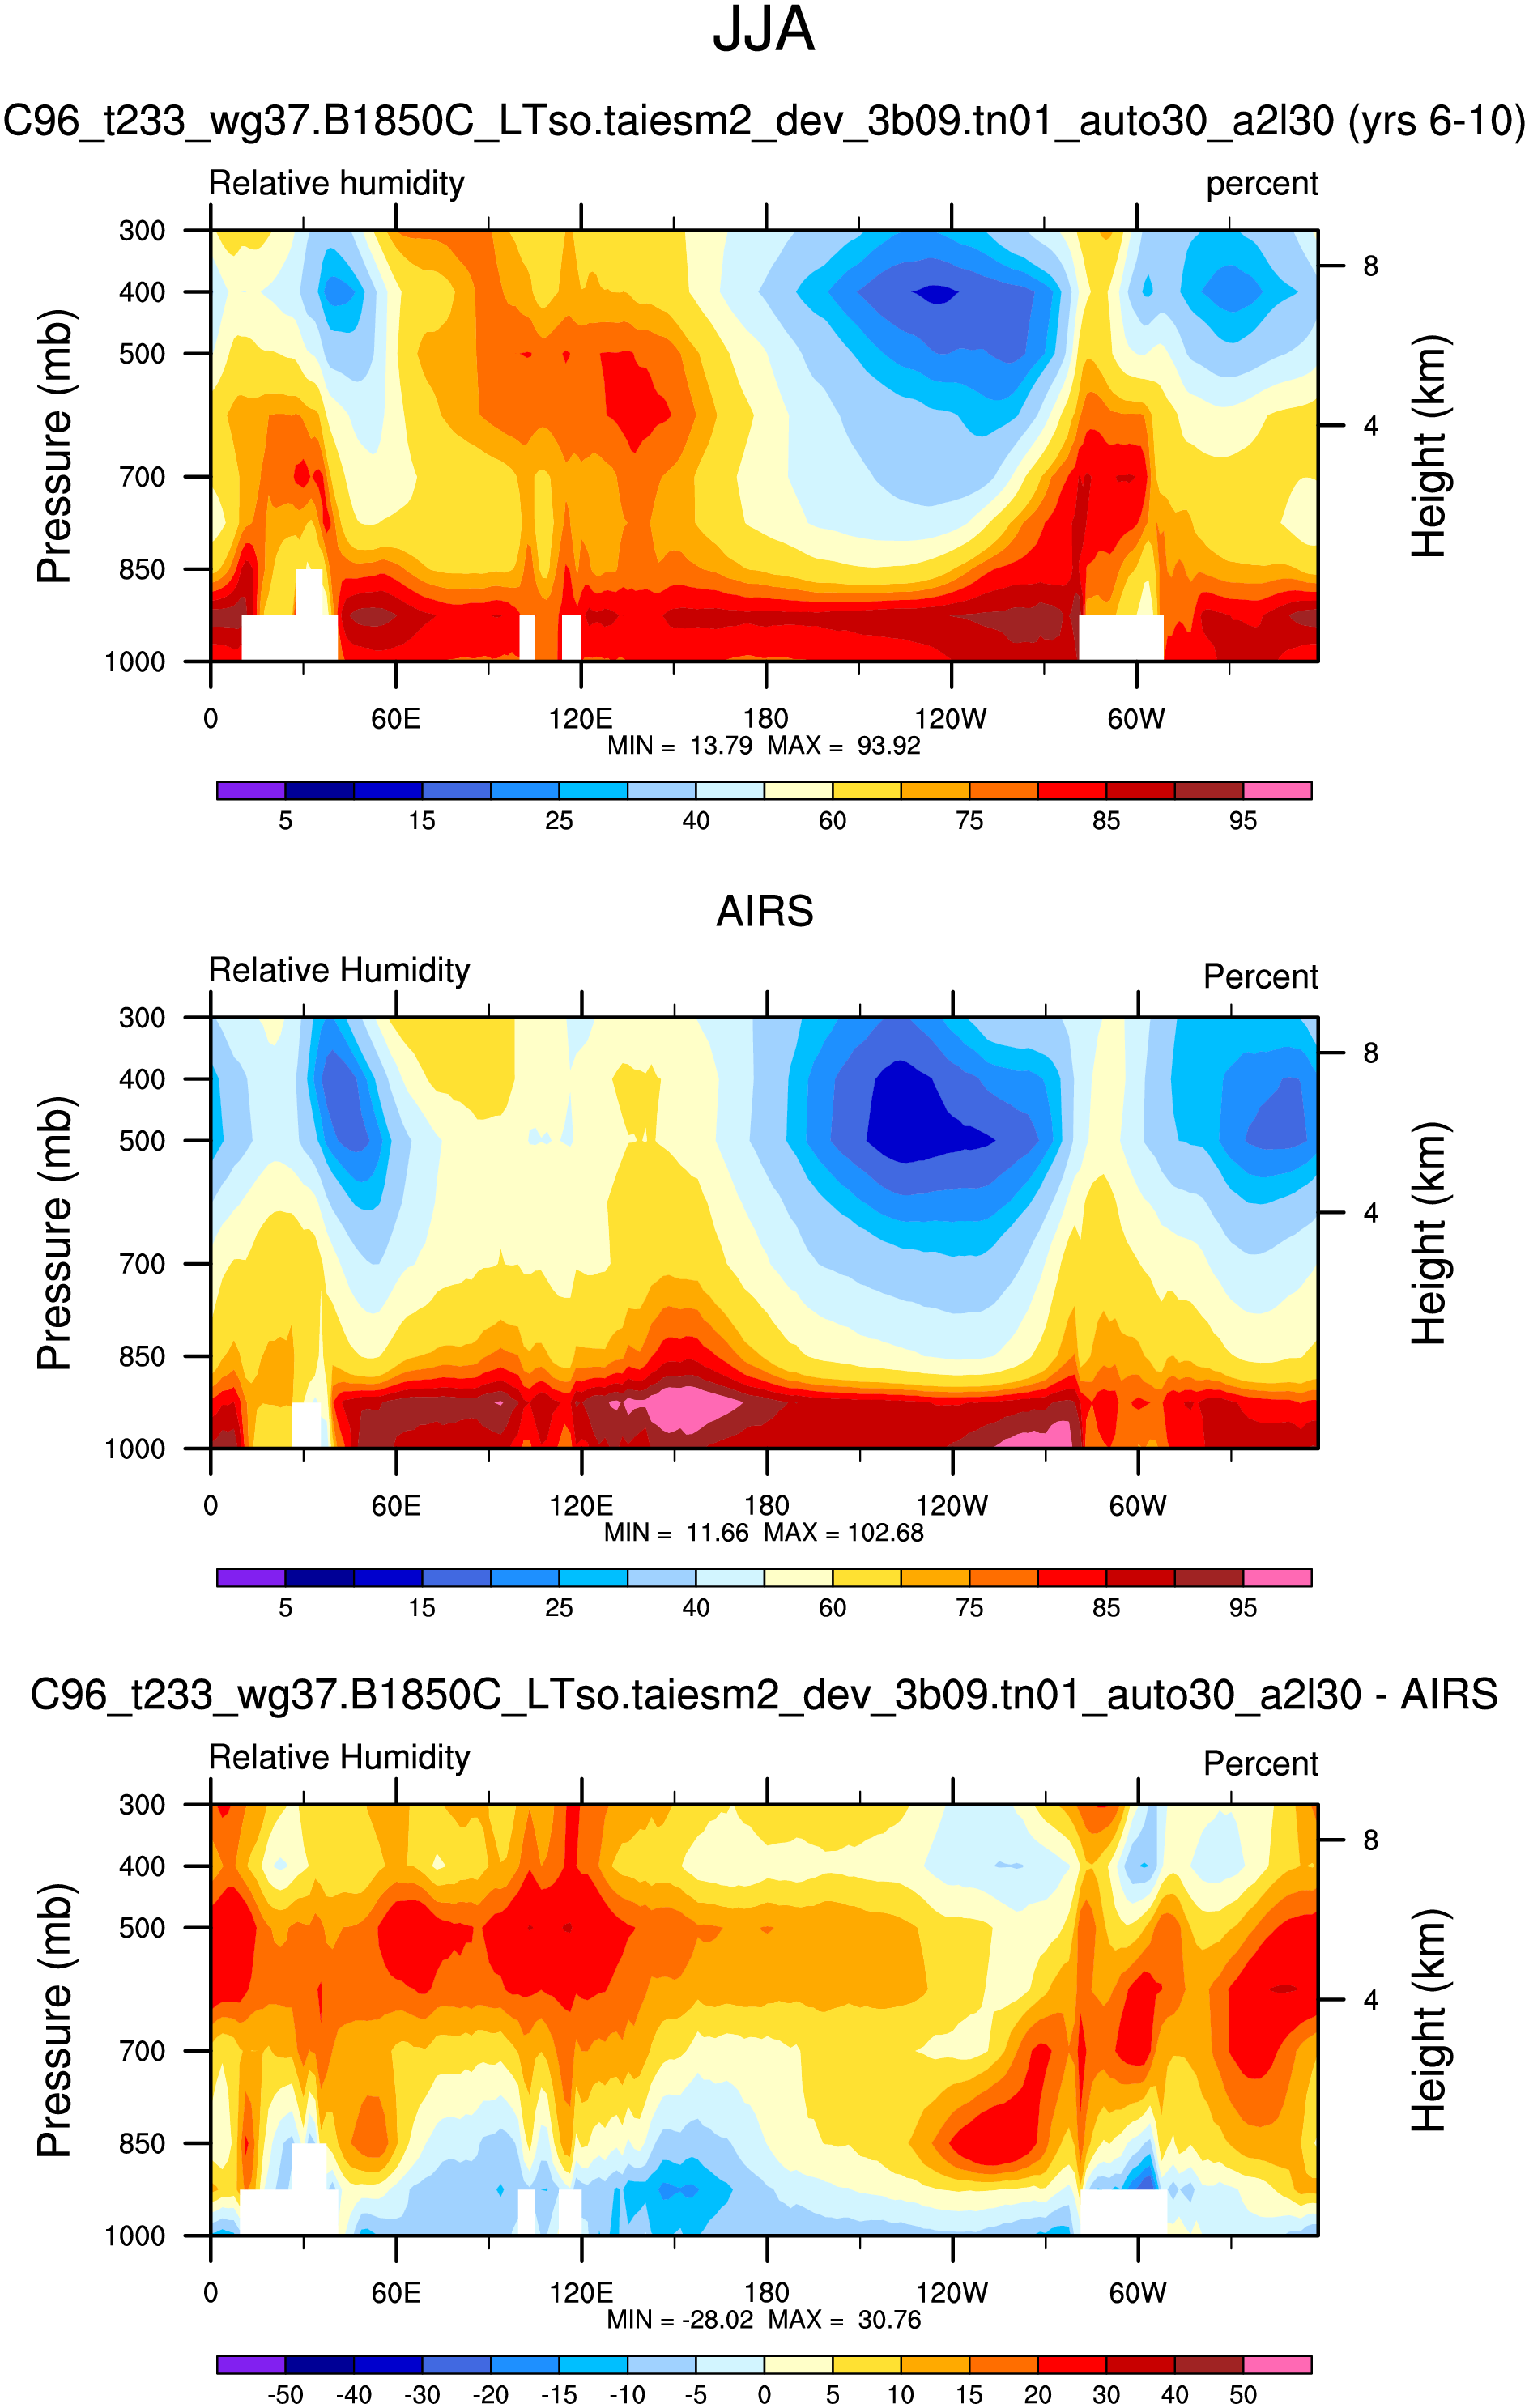 JJA
C96_t233_wg37.B1850C_LTso.taiesm2_dev_3b09.tn01_auto30_a2l30 (yrs 6-10)
Relative humidity percent
300
400
500
700
850
1000
Pressure (mb)
8
4
Height (km)
0 60E 120E 180 120W 60W
MIN = 13.79 MAX = 93.92
5 15 25 40 60 75 85 95
AIRS
Relative Humidity Percent
300
400
500
700
850
1000
Pressure (mb)
8
4
Height (km)
0 60E 120E 180 120W 60W
MIN = 11.66 MAX = 102.68
5 15 25 40 60 75 85 95
C96_t233_wg37.B1850C_LTso.taiesm2_dev_3b09.tn01_auto30_a2l30 - AIRS
Relative Humidity Percent
300
400
500
700
850
1000
Pressure (mb)
8
4
Height (km)
0 60E 120E 180 120W 60W
MIN = -28.02 MAX = 30.76
-50 -40 -30 -20 -15 -10 -5 0 5 10 15 20 30 40 50